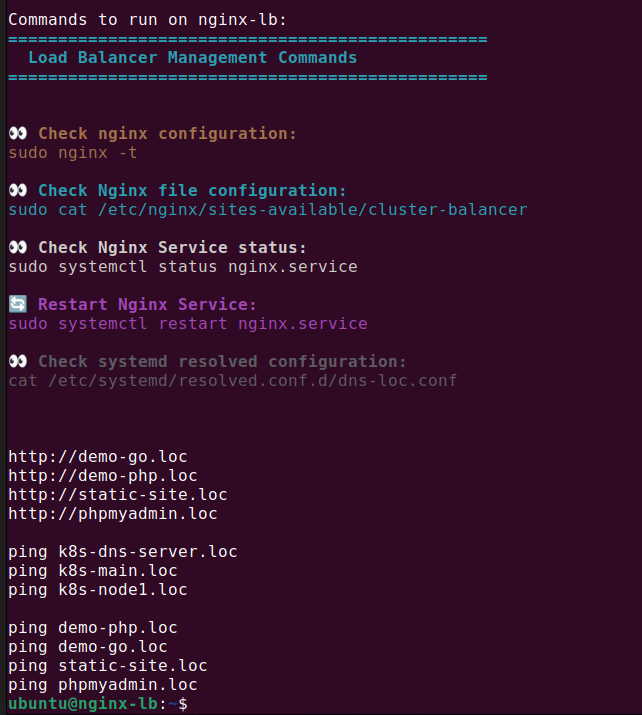 Commands to run on nginx-lb:
================================================
Load Balancer Management Commands
================================================
👀 Check nginx configuration:
sudo nginx -t
👀 Check Nginx file configuration:
sudo cat /etc/nginx/sites-available/cluster-balancer
👀 Check Nginx Service status:
sudo systemctl status nginx.service
🔄 Restart Nginx Service:
sudo systemctl restart nginx.service
👀 Check systemd resolved configuration:
cat /etc/systemd/resolved.conf.d/dns-loc.conf
http://demo-go.loc
http://demo-php.loc
http://static-site.loc
http://phpmyadmin.loc
ping k8s-dns-server.loc
ping k8s-main.loc
ping k8s-node1.loc
ping demo-php.loc
ping demo-go.loc
ping static-site.loc
ping phpmyadmin.loc
ubuntu@nginx-lb:~$